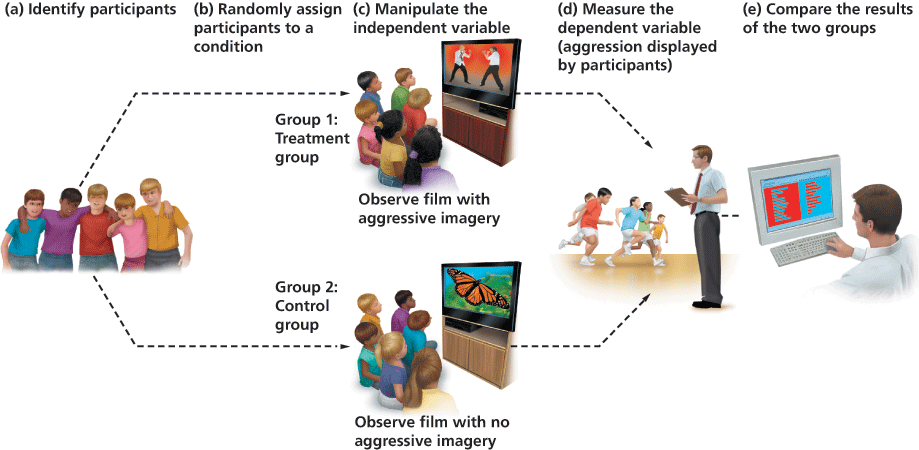 (a) Identify participants
(b) Randomly assign
participants to a
condition
(c) Manipulate the
independent variable
(d) Measure the
dependent variable
(aggression displayed
by participants)
(e) Compare the results
of the two groups
Group 1:
Treatment
group
Observe film with
aggressive imagery
Group 2:
Control
group
Observe film with no
aggressive imagery